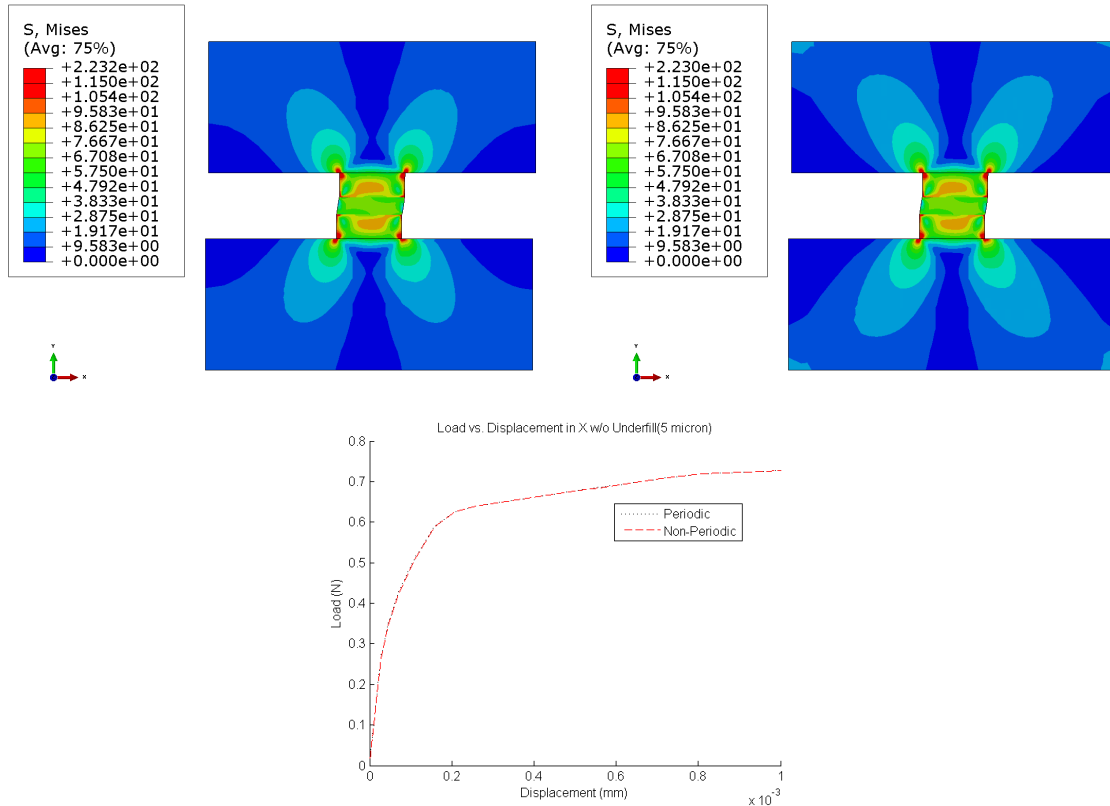 S, Mises
(Avg: 75%)
+2.232e+02
+1.150e+02
+1.054e+02
+9.583e+01
+8.625e+01
+7.667e+01
+6.708e+01
+5.750e+01
+4.792e+01
+3.833e+01
+2.875e+01
+1.917e+01
+9.583e+00
+0.000e+00
Y
X
S, Mises
(Avg: 75%)
+2.230e+02
+1.150e+02
+1.054e+02
+9.583e+01
+8.625e+01
+7.667e+01
+6.708e+01
+5.750e+01
+4.792e+01
+3.833e+01
+2.875e+01
+1.917e+01
+9.583e+00
+0.000e+00
Y
X
Load vs. Displacement in X w/o Underfill(5 micron)
0.8
0.7
0.6
0.5
0.4
0.3
0.2
0.1
0
Load (N)
Periodic
Non-Periodic
0 0.2 0.4 0.6 0.8 1
Displacement (mm)
x 10⁻³